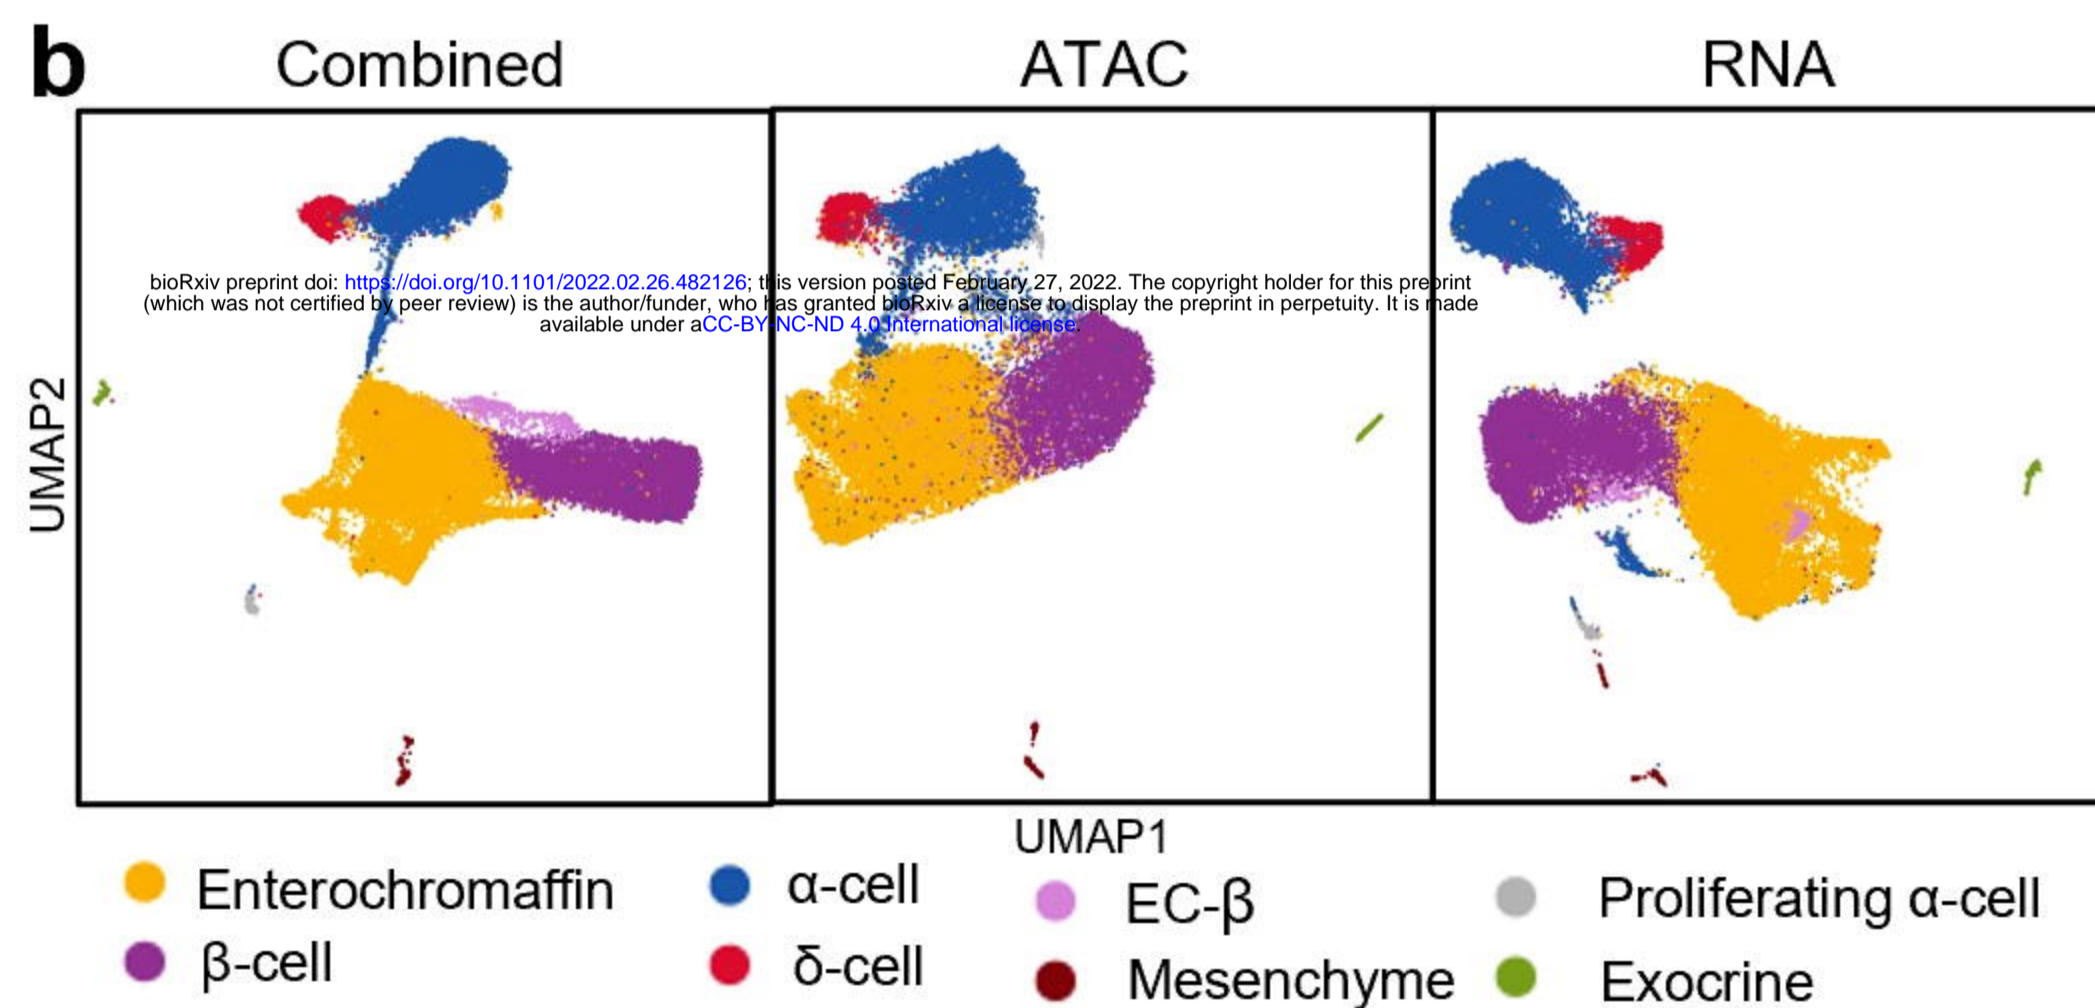 b
Combined
ATAC
RNA
bioRxiv preprint doi: https://doi.org/10.1101/2022.02.26.482126; this version posted February 27, 2022. The copyright holder for this preprint
(which was not certified by peer review) is the author/funder, who has granted bioRxiv a license to display the preprint in perpetuity. It is made
available under aCC-BY-NC-ND 4.0 International license.
UMAP2
UMAP1
Enterochromaffin
α-cell
EC-β
Proliferating α-cell
β-cell
δ-cell
Mesenchyme
Exocrine